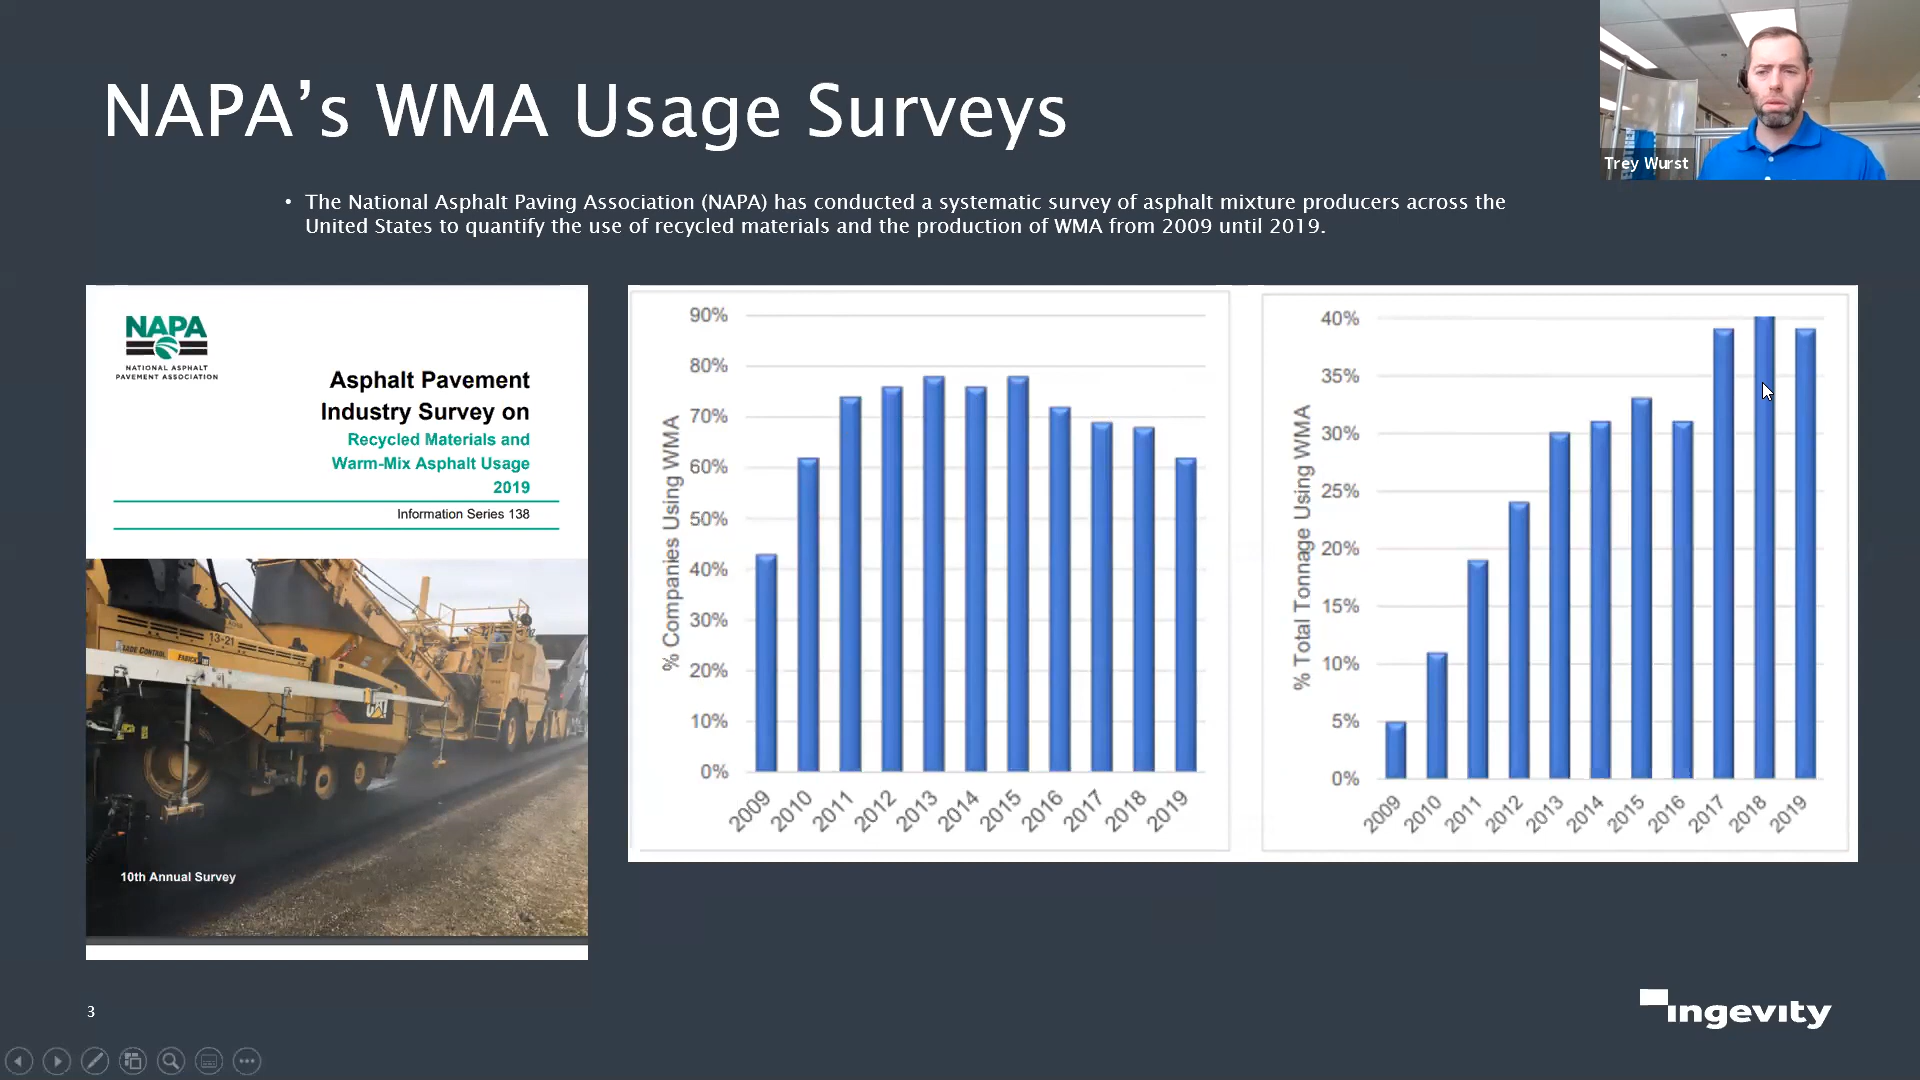 NAPA's WMA Usage Surveys
Trey Wurst
• The National Asphalt Paving Association (NAPA) has conducted a systematic survey of asphalt mixture producers across the
United States to quantify the use of recycled materials and the production of WMA from 2009 until 2019.
NAPA
NATIONAL ASPHALT
PAVEMENT ASSOCIATION
Asphalt Pavement
Industry Survey on
Recycled Materials and
Warm-Mix Asphalt Usage
2019
Information Series 138
13-21
CAT
10th Annual Survey
% Companies Using WMA
90%
80%
70%
60%
50%
40%
30%
20%
10%
0%
2009 2010 2011 2012 2013 2014 2015 2016 2017 2018 2019
% Total Tonnage Using WMA
40%
35%
30%
25%
20%
15%
10%
5%
0%
2009 2010 2011 2012 2013 2014 2015 2016 2017 2018 2019
3
ingevity